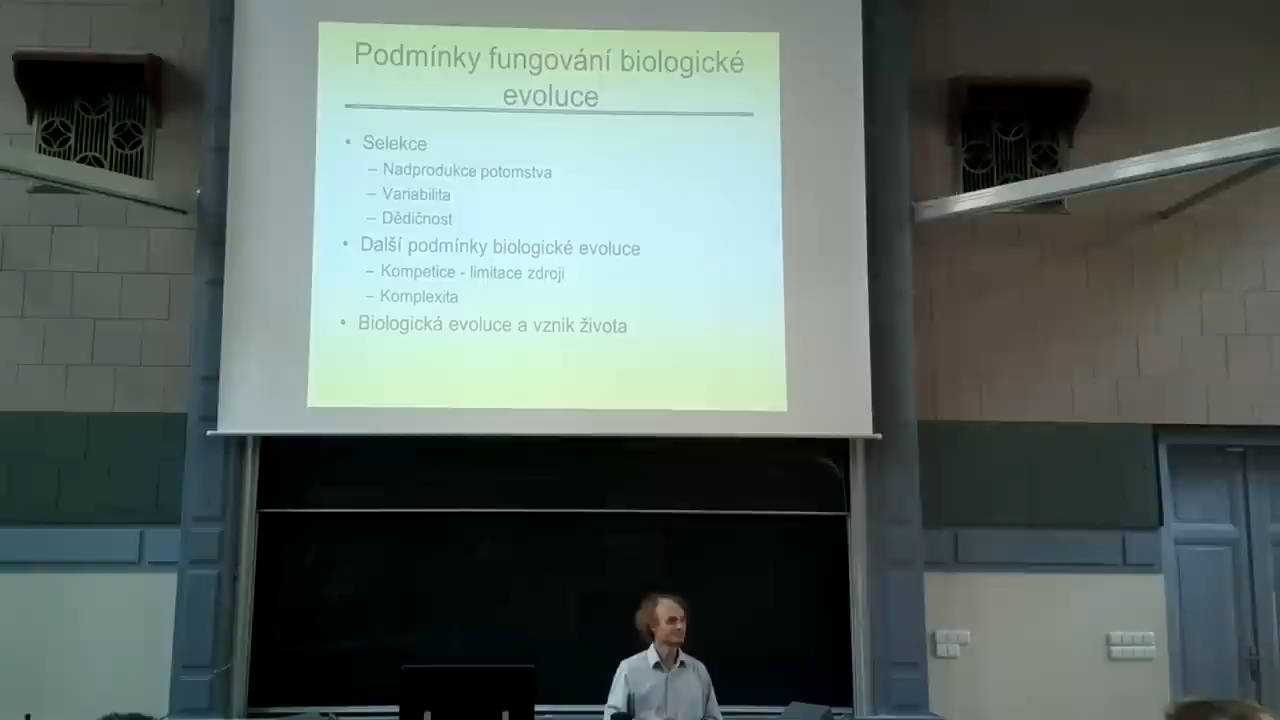 Podmínky fungování biologické
evoluce
• Selekce
– Nadprodukce potomstva
– Variabilita
– Dědičnost
• Další podmínky biologické evoluce
– Kompetice - limitace zdroji
– Komplexita
• Biologická evoluce a vznik života